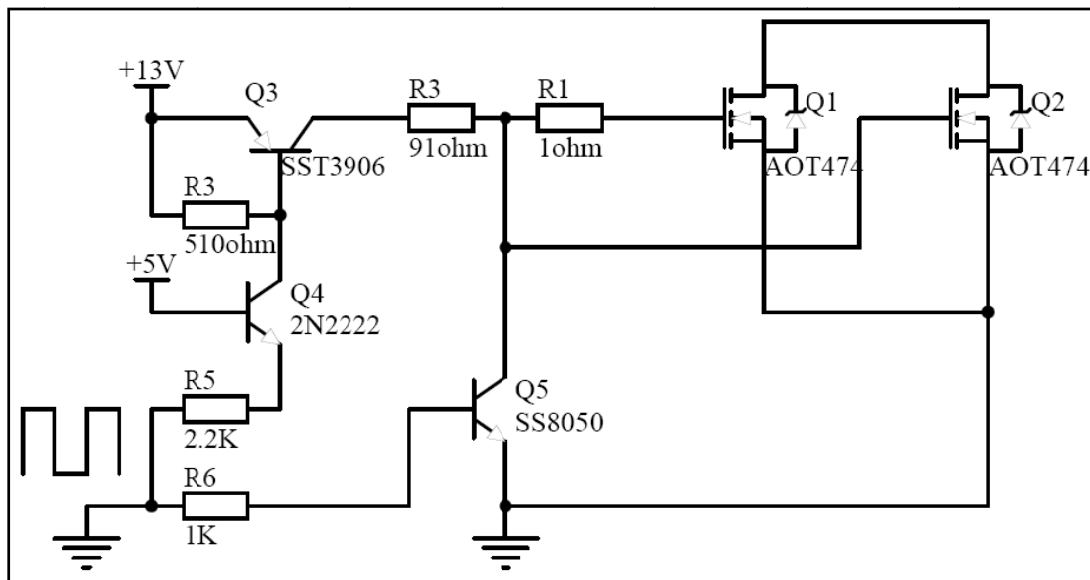 +13V
Q3
SST3906
R3
91ohm
R1
1ohm
Q1
AOT474
Q2
AOT474
R3
510ohm
+5V
Q4
2N2222
R5
2.2K
R6
1K
Q5
SS8050